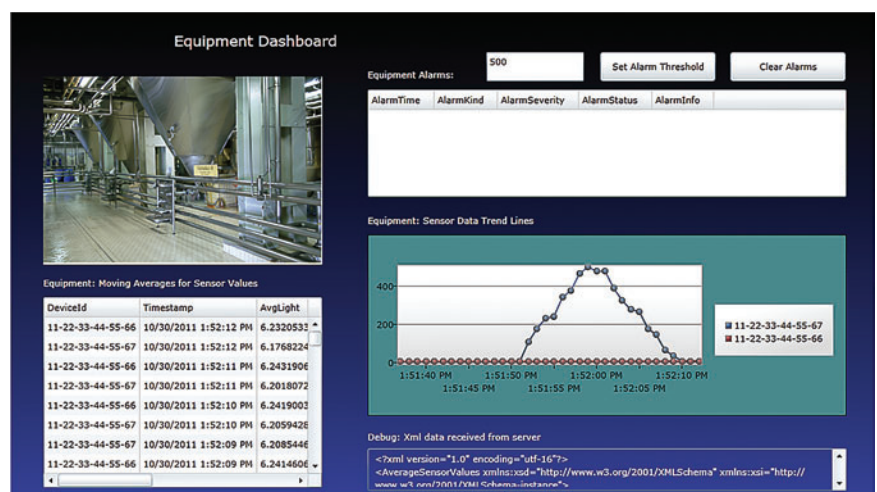 Equipment Dashboard
Equipment Alarms:
500
Set Alarm Threshold
Clear Alarms
AlarmTime AlarmKind AlarmSeverity AlarmStatus AlarmInfo
Equipment: Sensor Data Trend Lines
400
200
0
1:51:40 PM 1:51:50 PM 1:52:00 PM 1:52:10 PM
1:51:45 PM 1:51:55 PM 1:52:05 PM
11-22-33-44-55-67
11-22-33-44-55-66
Equipment: Moving Averages for Sensor Values
DeviceId Timestamp AvgLight
11-22-33-44-55-66 10/30/2011 1:52:12 PM 6.2320533
11-22-33-44-55-67 10/30/2011 1:52:12 PM 6.1768224
11-22-33-44-55-66 10/30/2011 1:52:11 PM 6.2431906
11-22-33-44-55-67 10/30/2011 1:52:11 PM 6.2018072
11-22-33-44-55-66 10/30/2011 1:52:10 PM 6.2419003
11-22-33-44-55-67 10/30/2011 1:52:10 PM 6.2059428
11-22-33-44-55-67 10/30/2011 1:52:09 PM 6.2085446
11-22-33-44-55-66 10/30/2011 1:52:09 PM 6.2414606
Debug: Xml data received from server
<?xml version="1.0" encoding="utf-16"?>
<AverageSensorValues xmlns:xsd="http://www.w3.org/2001/XMLSchema" xmlns:xsi="http://
www.w3.org/2001/XMLSchema-instance">